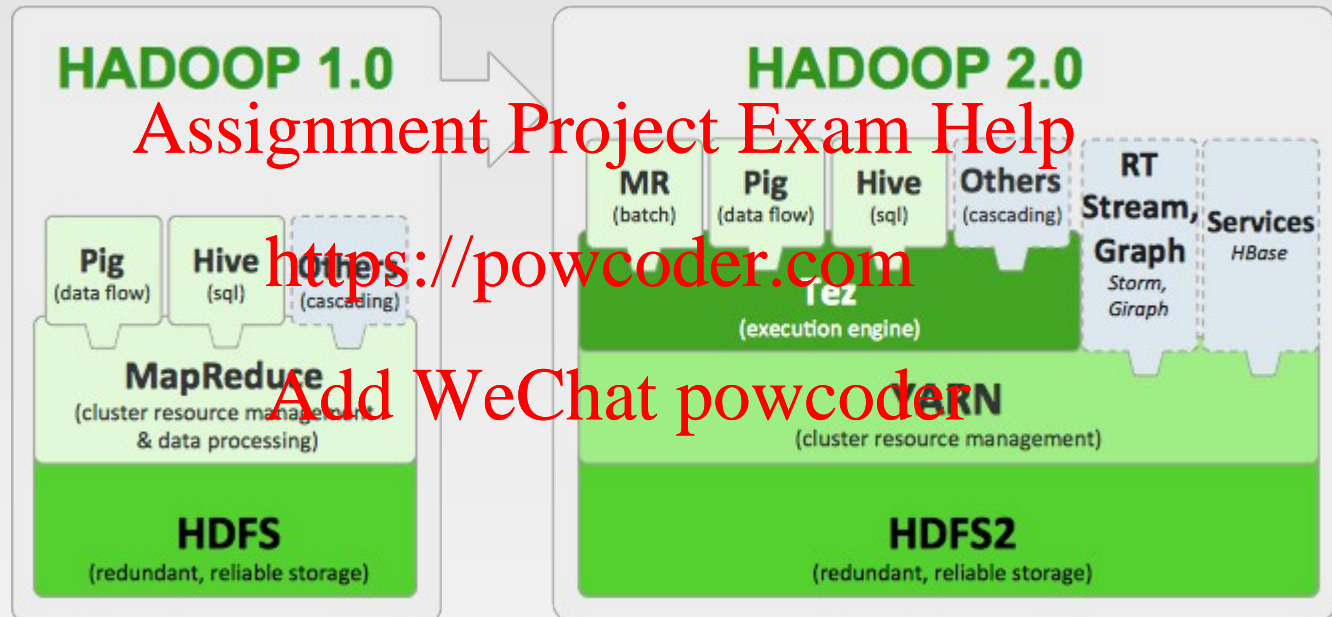 HADOOP 1.0
Pig
(data flow)
Hive
(sql)
Others
(cascading)
MapReduce
(cluster resource management
& data processing)
HDFS
(redundant, reliable storage)
HADOOP 2.0
MR
(batch)
Pig
(data flow)
Hive
(sql)
Others
(cascading)
RT
Stream,
Graph
Storm,
Giraph
Services
HBase
Tez
(execution engine)
YARN
(cluster resource management)
HDFS2
(redundant, reliable storage)
Assignment Project Exam Help
https://powcoder.com
Add WeChat powcoder